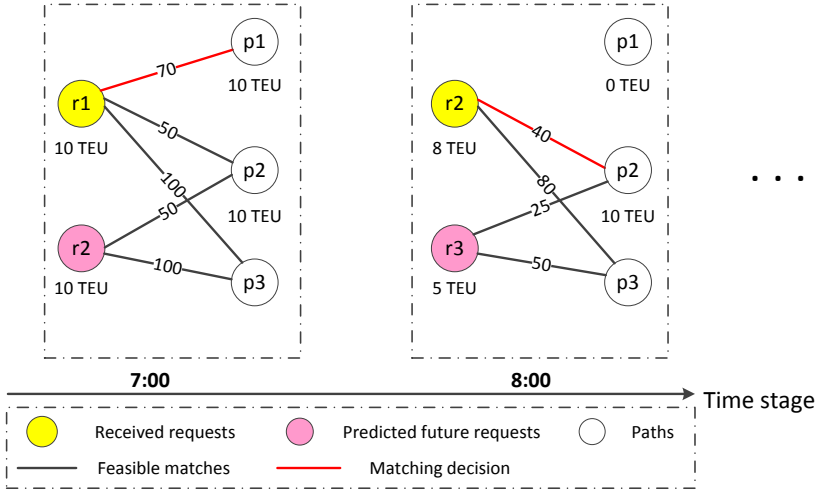 p1
70
10 TEU
r1
10 TEU
50
p2
100
10 TEU
50
r2
10 TEU
100
p3
p1
0 TEU
r2
8 TEU
40
p2
80
10 TEU
25
r3
5 TEU
50
p3
. . .
7:00
8:00
Time stage
Received requests
Predicted future requests
Paths
Feasible matches
Matching decision